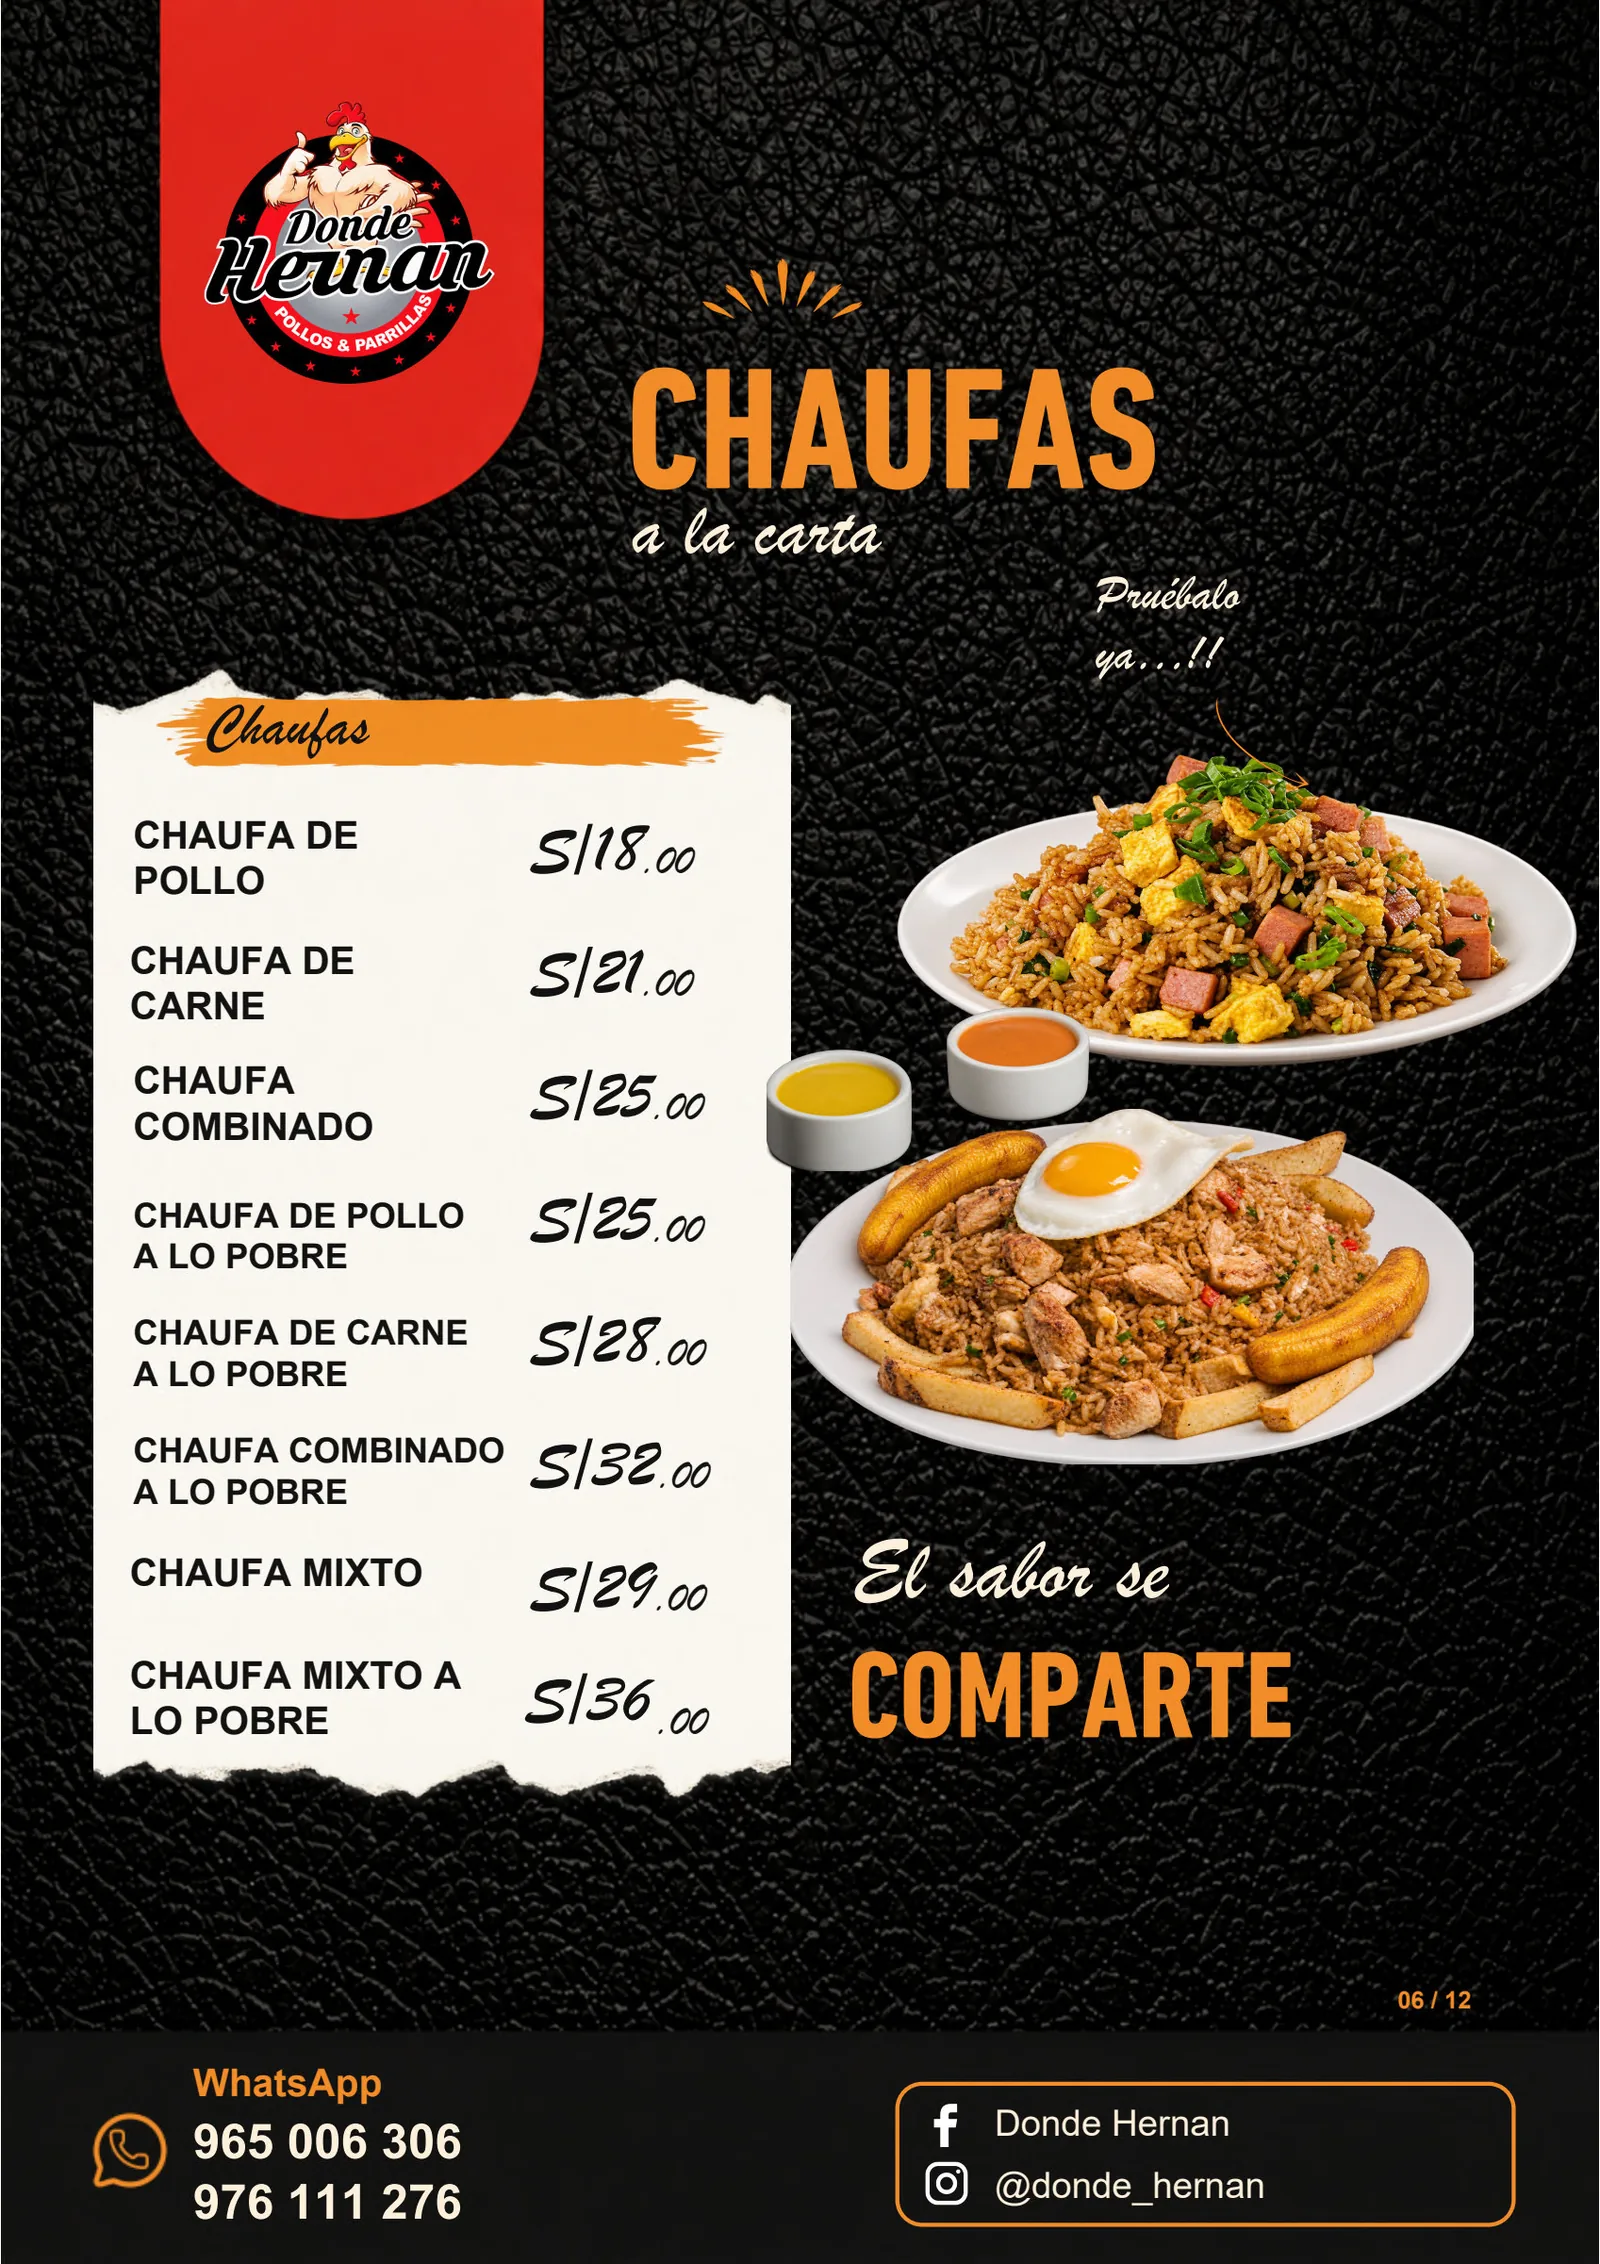 Donde
Hernan
POLLOS & PARRILLAS
CHAUFAS
a la carta
Pruébalo
ya...!!
Chaufas
CHAUFA DE
POLLO
S/18.00
CHAUFA DE
CARNE
S/21.00
CHAUFA
COMBINADO
S/25.00
CHAUFA DE POLLO
A LO POBRE
S/25.00
CHAUFA DE CARNE
A LO POBRE
S/28.00
CHAUFA COMBINADO
A LO POBRE
S/32.00
CHAUFA MIXTO
S/29.00
CHAUFA MIXTO A
LO POBRE
S/36.00
El sabor se
COMPARTE
06 / 12
WhatsApp
965 006 306
976 111 276
Donde Hernan
@donde_hernan